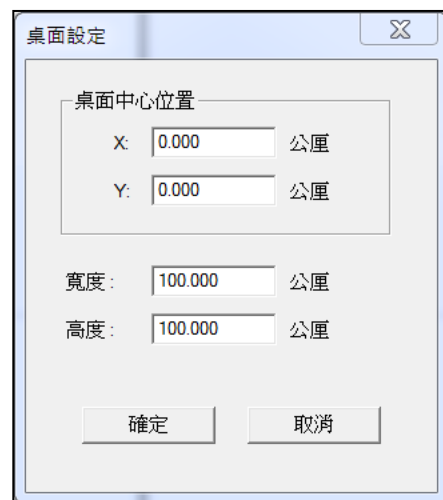 桌面設定
桌面中心位置
X: 0.000 公厘
Y: 0.000 公厘
寬度 : 100.000 公厘
高度 : 100.000 公厘
確定 取消